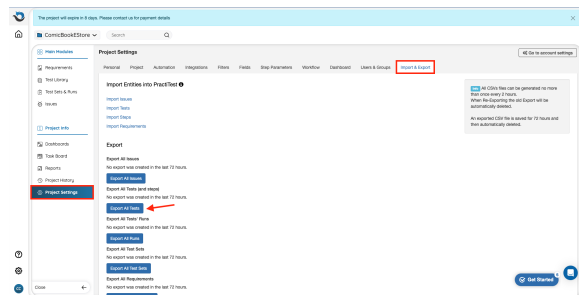 The project will expire in 8 days. Please contact us for payment details
ComicBookEStore
Search
Main Modules
Requirements
Test Library
Test Sets & Runs
Issues
Project Info
Dashboards
Task Board
Reports
Project History
Project Settings
Close
CC
Project Settings
Go to account settings
Personal Project Automation Integrations Filters Fields Step Parameters Workflow Dashboard Users & Groups Import & Export
Import Entities into PractiTest
Import Issues
Import Tests
Import Steps
Import Requirements
Export
Export All Issues
No export was created in the last 72 hours.
Export All Issues
Export All Tests (and steps)
No export was created in the last 72 hours.
Export All Tests
Export All Tests' Runs
No export was created in the last 72 hours.
Export All Runs
Export All Test Sets
No export was created in the last 72 hours.
Export All Test Sets
Export All Requirements
No export was created in the last 72 hours.
All CSVs files can be generated no more
than once every 2 hours.
When Re-Exporting the old Export will be
automatically deleted.
An exported CSV file is saved for 72 hours and
then automatically deleted.
Get Started